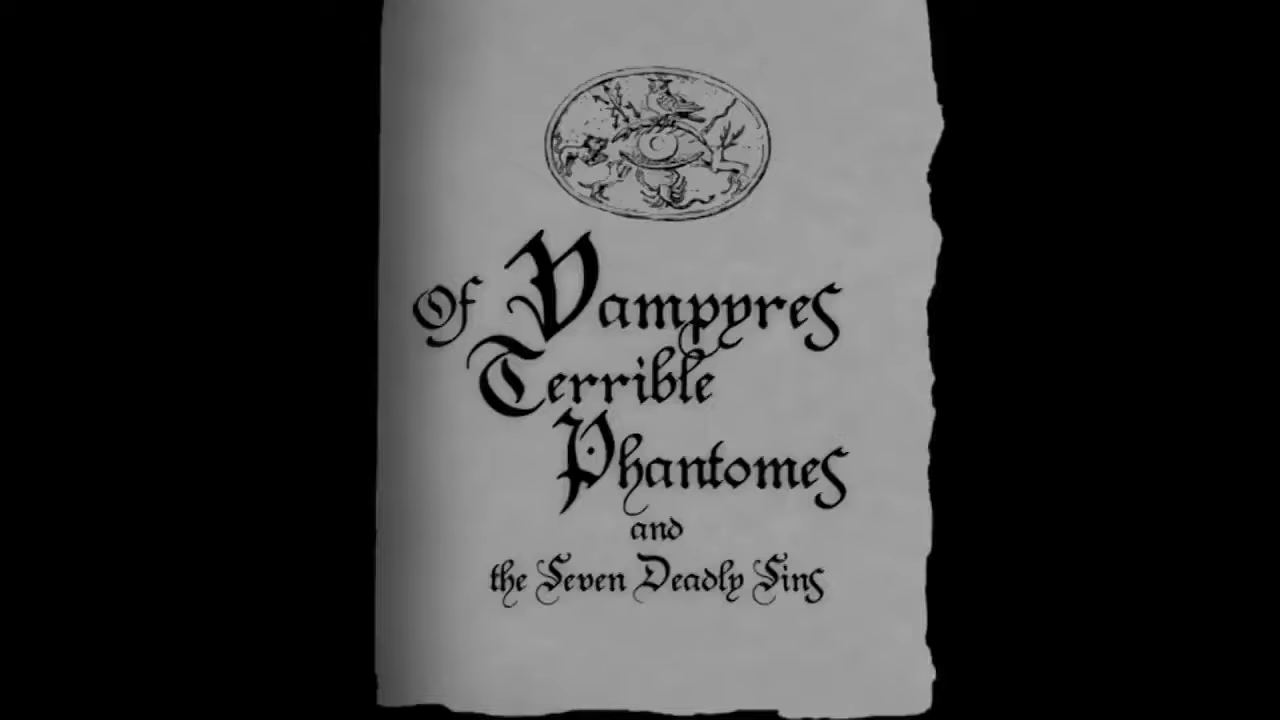 Of Vampyres
Terrible
Phantomes
and
the Seven Deadly Sins